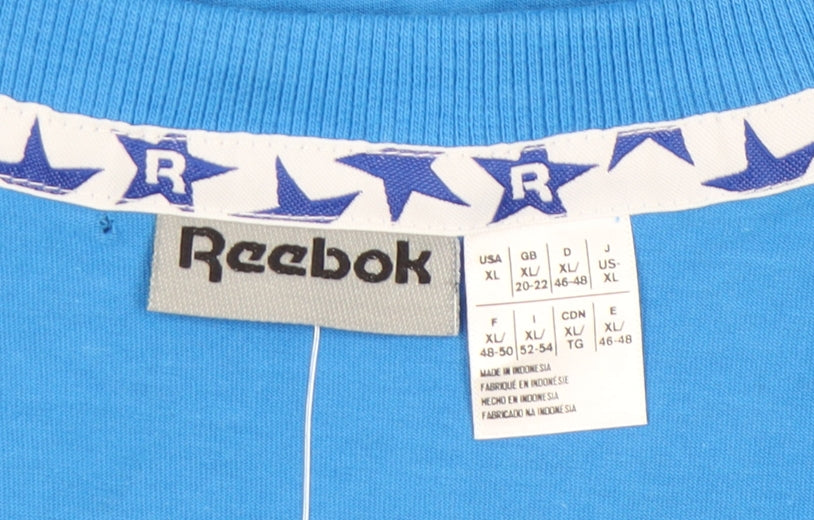 R
R
Reebok
USA GB D J
XL XL/ XL/ US-
20-22 46-48 XL
F I CDN E
XL/ XL/ XL/ XL/
48-50 52-54 TG 46-48
MADE IN INDONESIA
FABRIQUÉ EN INDONÉSIE
HECHO EN INDONESIA
FABRICADO NA INDONESIA